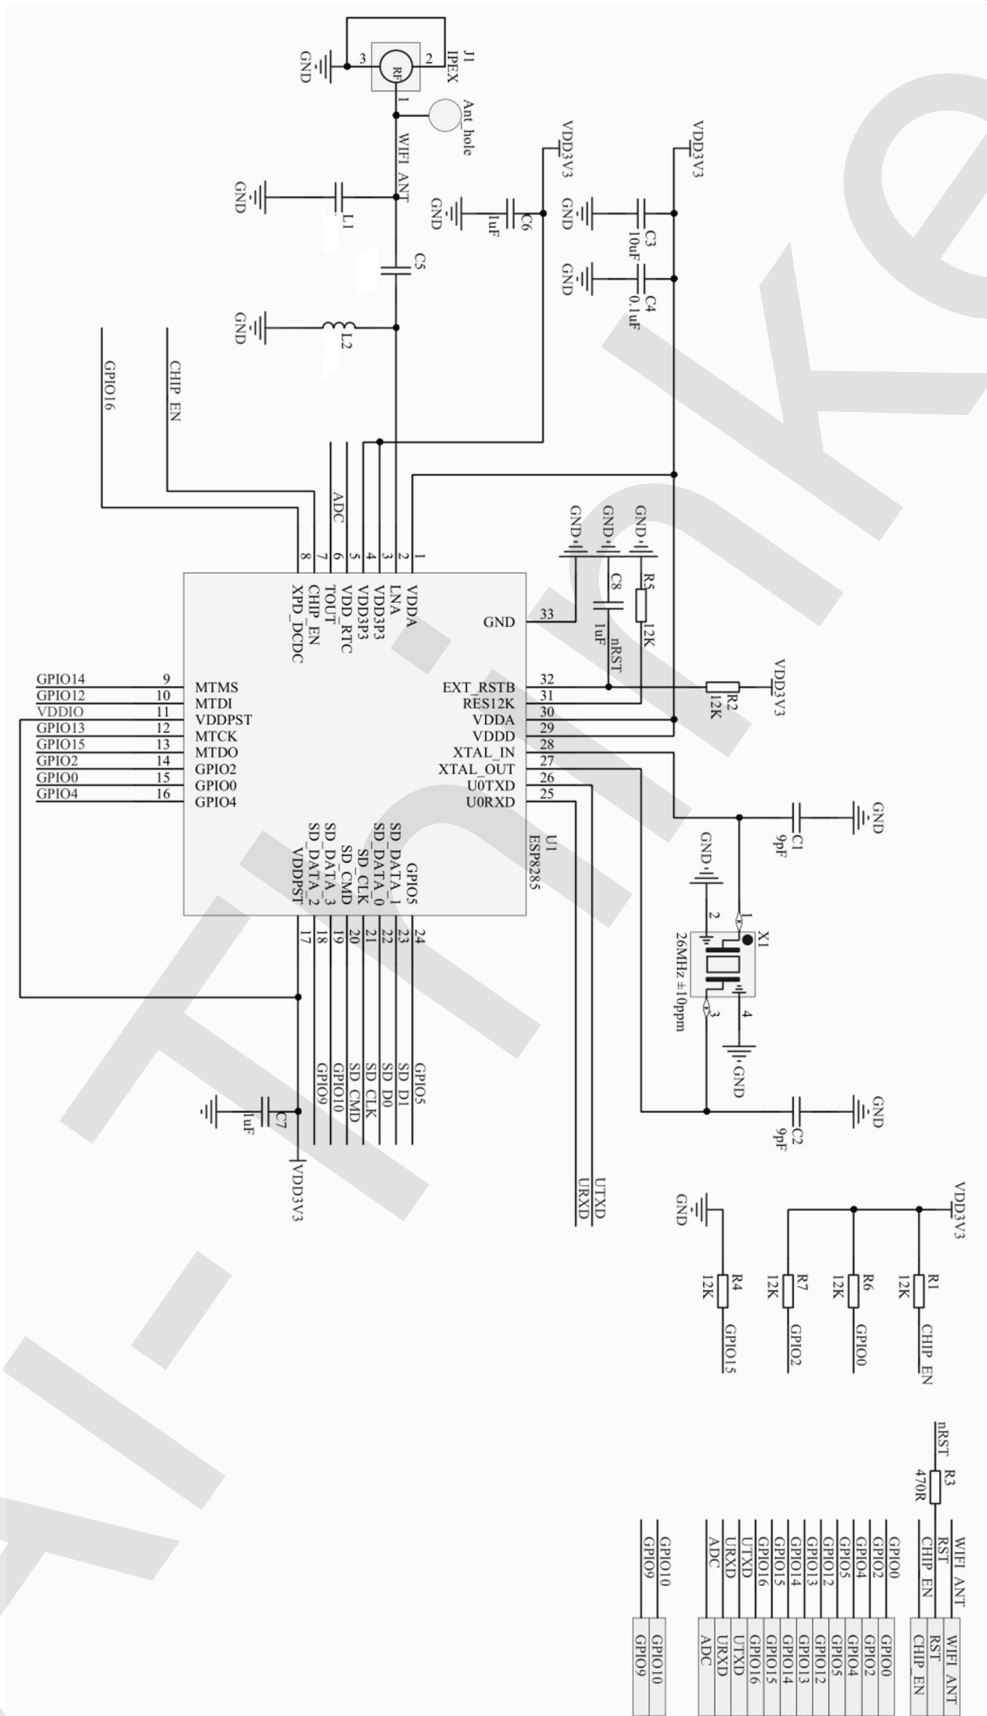 J1
IPEX
2
3
RF
1
GND
Ant_hole
WIFI_ANT
VDD3V3
VDD3V3
GND
L1
GND
C6
1uF
GND
C3
10uF
C5
GND
C4
0.1uF
GND
L2
GPIO16
CHIP_EN
ADC
GND
GND
GND
C8
1uF
R5
12K
nRST
8
7
6
5
4
3
2
1
XPD_DCDC
CHIP_EN
TOUT
VDD_RTC
VDD3P3
VDD3P3
LNA
VDDA
GND
33
VDD3V3
R2
12K
GPIO14 9 MTMS
GPIO12 10 MTDI
VDDIO 11 VDDPST
GPIO13 12 MTCK
GPIO15 13 MTDO
GPIO2 14 GPIO2
GPIO0 15 GPIO0
GPIO4 16 GPIO4
EXT_RSTB 32
RES12K 31
VDDA 30
VDDD 29
XTAL_IN 28
XTAL_OUT 27
U0TXD 26
U0RXD 25
U1
ESP8285
VDDPST
SD_DATA_2
SD_DATA_3
SD_CMD
SD_CLK
SD_DATA_0
SD_DATA_1
GPIO5
17
18
19
20
21
22
23
24
GPIO9
GPIO10
SD_CMD
SD_CLK
SD_D0
SD_D1
GPIO5
C7
1uF
VDD3V3
C1
9pF
GND
GND
2
1
X1
26MHz ±10ppm
3
4
GND
C2
9pF
GND
URXD
UTXD
VDD3V3
GND
R4
12K
GPIO15
R7
12K
GPIO2
R6
12K
GPIO0
R1
12K
CHIP_EN
nRST
R3
470R
WIFI_ANT WIFI_ANT
RST RST
CHIP_EN CHIP_EN
GPIO0 GPIO0
GPIO2 GPIO2
GPIO4 GPIO4
GPIO5 GPIO5
GPIO12 GPIO12
GPIO13 GPIO13
GPIO14 GPIO14
GPIO15 GPIO15
GPIO16 GPIO16
UTXD UTXD
URXD URXD
ADC ADC
GPIO10 GPIO10
GPIO9 GPIO9
AI-Thinke